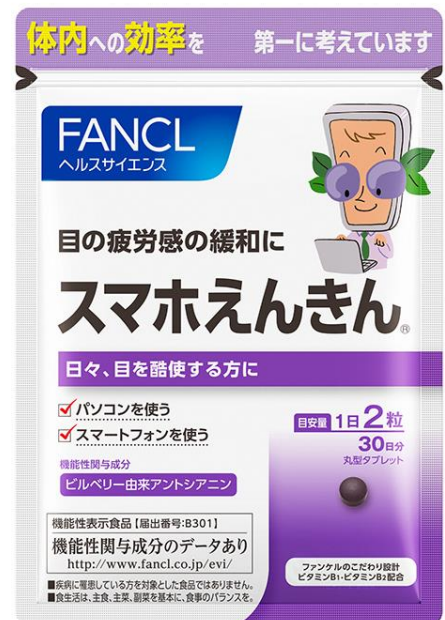 体内への効率を 第一に考えています
FANCL
ヘルスサイエンス
目の疲労感の緩和に
スマホえんきん®
日々、目を酷使する方に
パソコンを使う
スマートフォンを使う
目安量 1日2粒
30日分
丸型タブレット
機能性関与成分
ビルベリー由来アントシアニン
機能性表示食品【届出番号:B301】
機能性関与成分のデータあり
http://www.fancl.co.jp/evi/
■疾病に罹患している方を対象とした食品ではありません。
■食生活は、主食、主菜、副菜を基本に、食事のバランスを。
ファンケルのこだわり設計
ビタミンB1・ビタミンB2配合